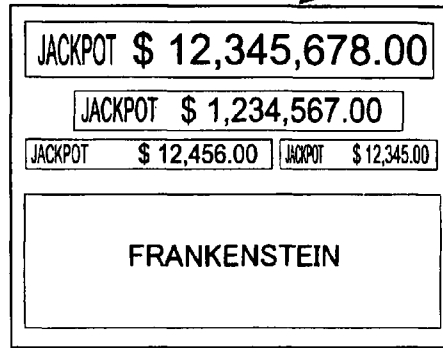 JACKPOT $ 12,345,678.00
JACKPOT $ 1,234,567.00
JACKPOT $ 12,456.00 JACKPOT $ 12,345.00
FRANKENSTEIN